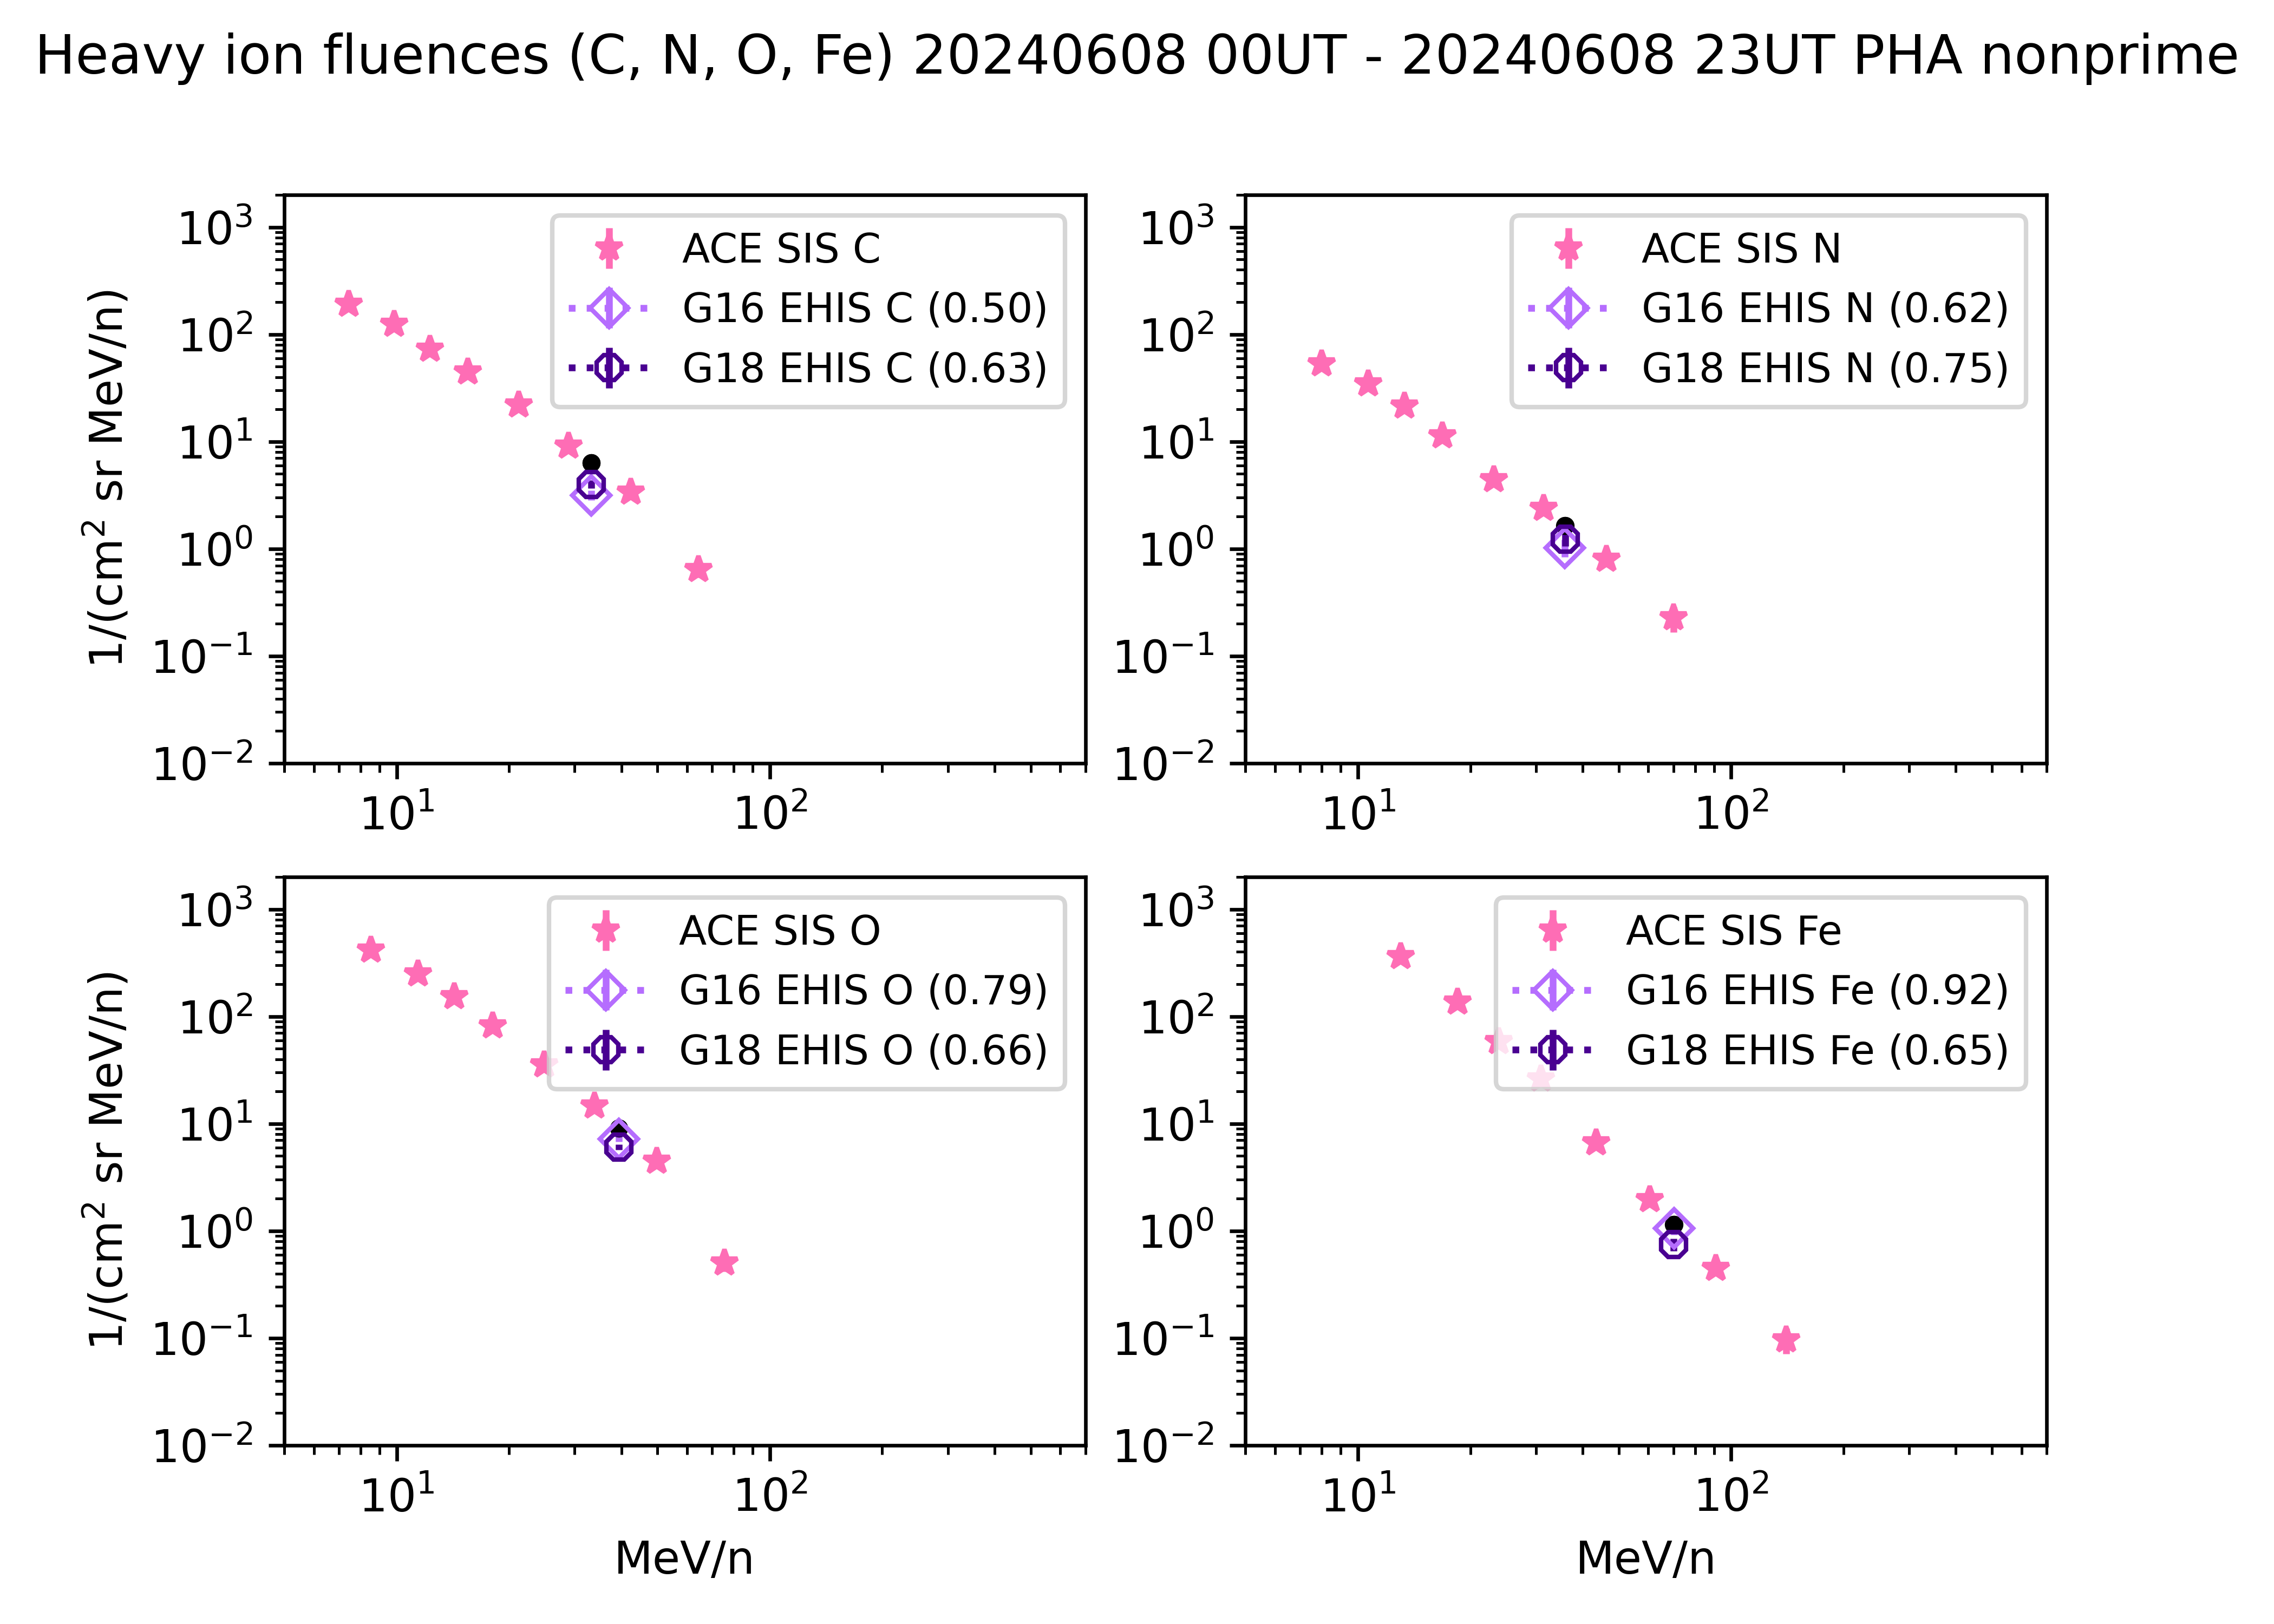 Heavy ion fluences (C, N, O, Fe) 20240608 00UT - 20240608 23UT PHA nonprime
1/(cm² sr MeV/n)
10³
10²
10¹
10⁰
10⁻¹
10⁻²
10¹
10²
ACE SIS C
G16 EHIS C (0.50)
G18 EHIS C (0.63)
10³
10²
10¹
10⁰
10⁻¹
10⁻²
10¹
10²
ACE SIS N
G16 EHIS N (0.62)
G18 EHIS N (0.75)
1/(cm² sr MeV/n)
10³
10²
10¹
10⁰
10⁻¹
10⁻²
10¹
10²
MeV/n
ACE SIS O
G16 EHIS O (0.79)
G18 EHIS O (0.66)
10³
10²
10¹
10⁰
10⁻¹
10⁻²
10¹
10²
MeV/n
ACE SIS Fe
G16 EHIS Fe (0.92)
G18 EHIS Fe (0.65)